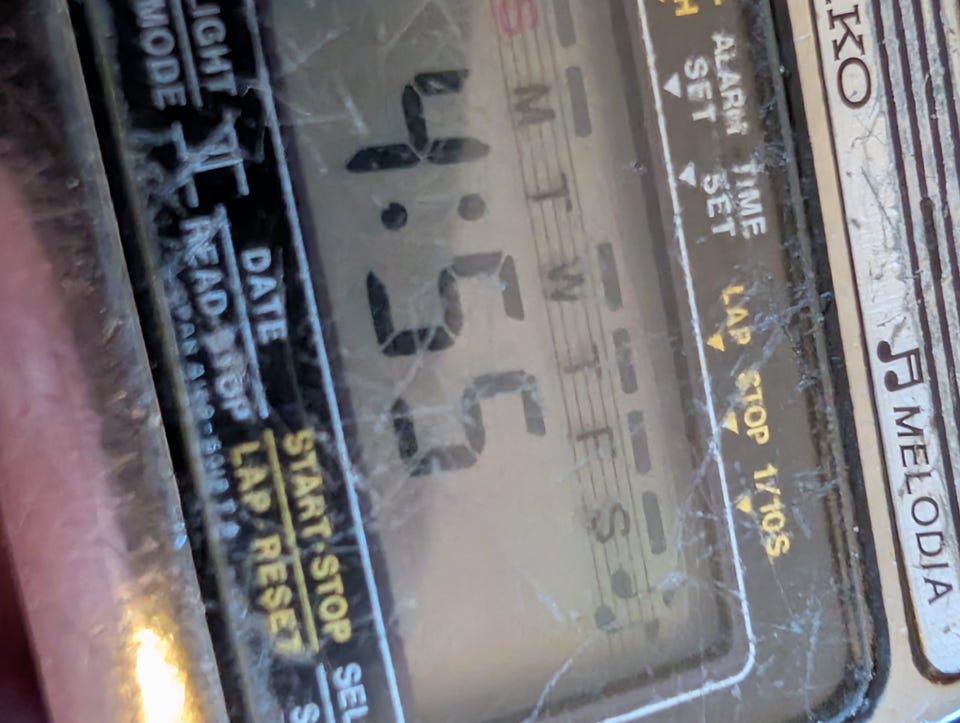 KO
MELODIA
ALARM TIME
SET SET
LAP STOP 1/10S
S M T W T F S
4:55
LIGHT
MODE
DATE
READ·STOP
START·STOP
LAP·RESET
SEL